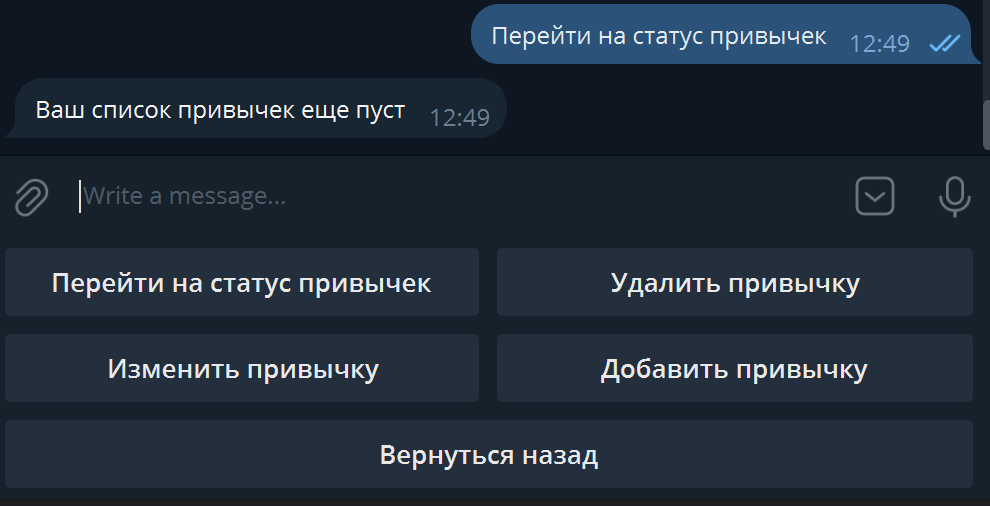 Перейти на статус привычек 12:49
Ваш список привычек еще пуст 12:49
Write a message...
Перейти на статус привычек
Удалить привычку
Изменить привычку
Добавить привычку
Вернуться назад